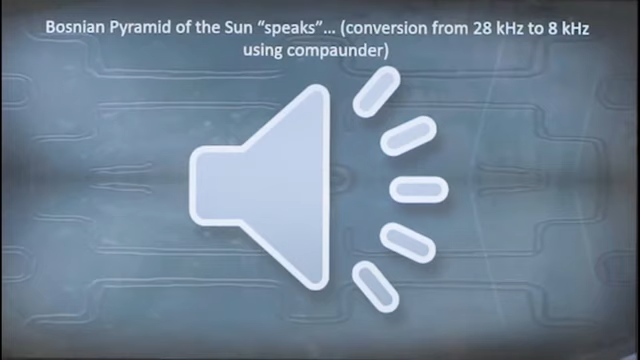 Bosnian Pyramid of the Sun “speaks”... (conversion from 28 kHz to 8 kHz
using compaunder)